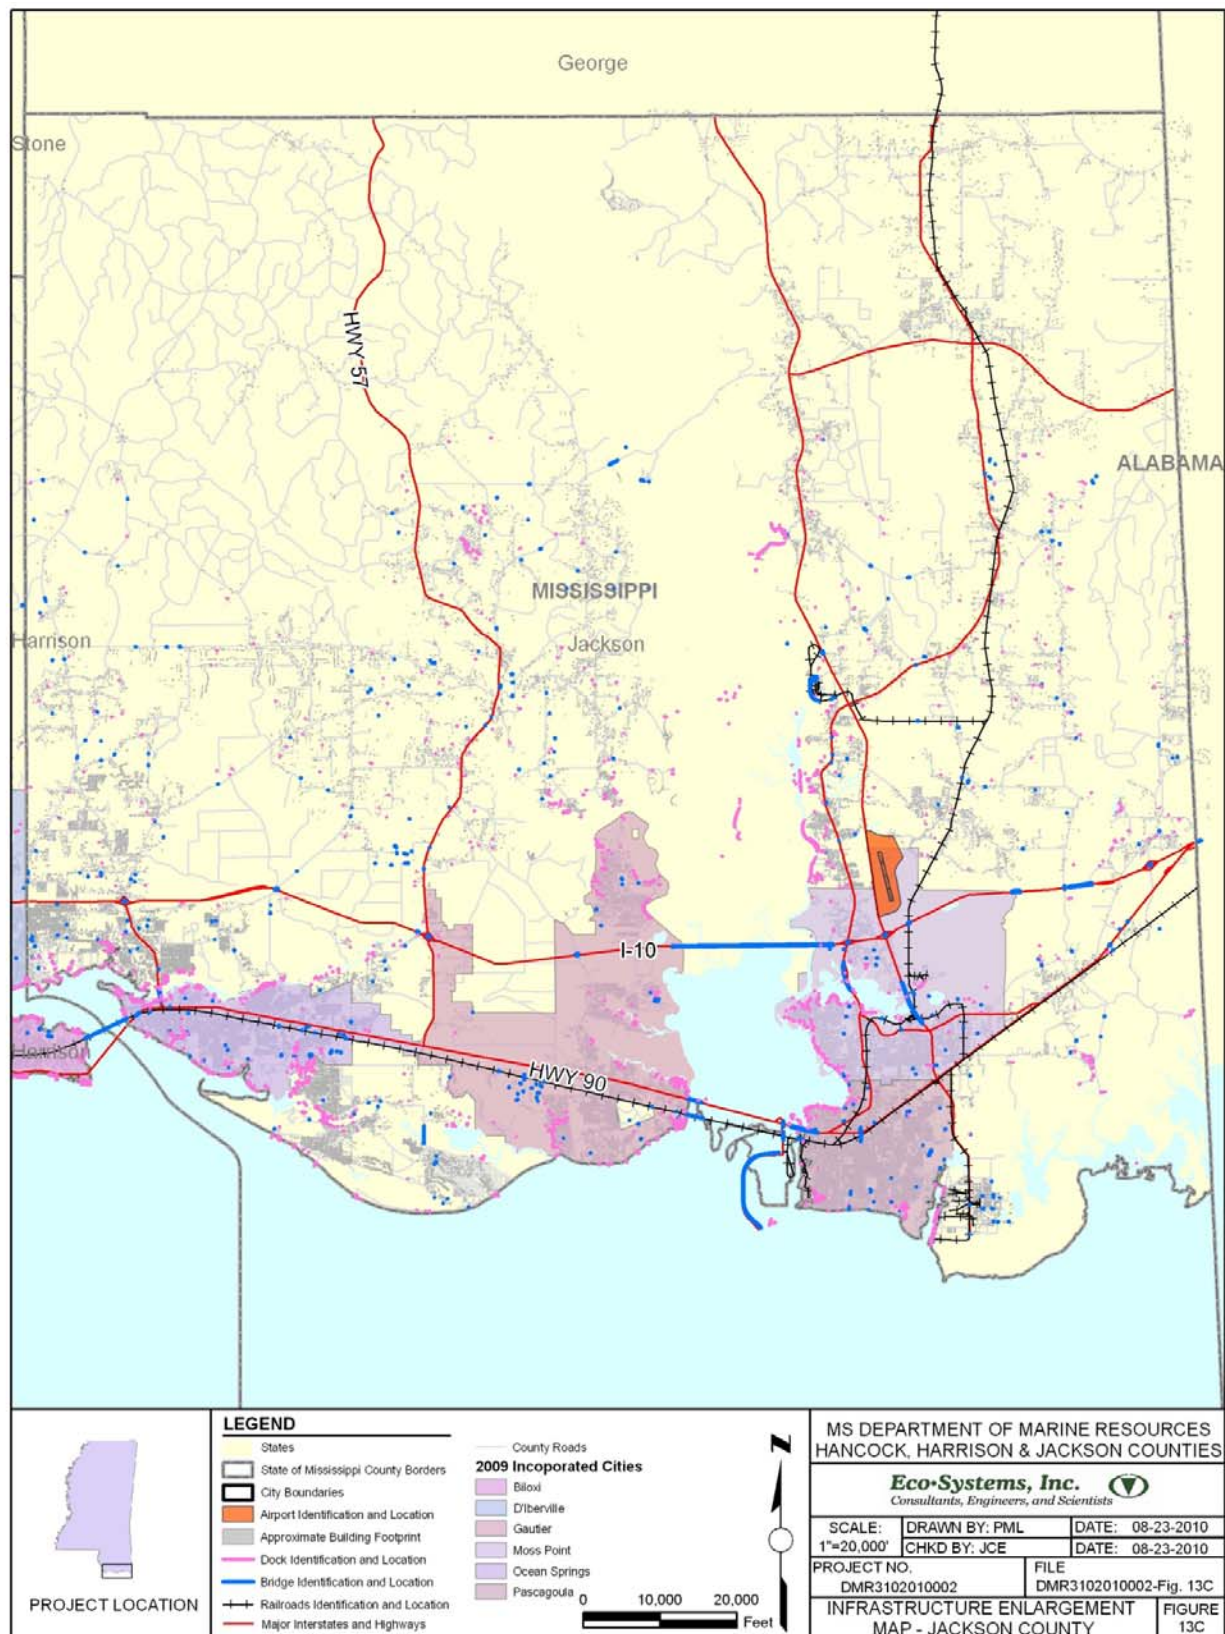 George
Stone
HWY 57
ALABAMA
MISSISSIPPI
Harrison
Jackson
I-10
Harrison
HWY 90
PROJECT LOCATION
LEGEND
States
State of Mississippi County Borders
City Boundaries
Airport Identification and Location
Approximate Building Footprint
Dock Identification and Location
Bridge Identification and Location
Railroads Identification and Location
Major Interstates and Highways
County Roads
2009 Incoporated Cities
Biloxi
D'Iberville
Gautier
Moss Point
Ocean Springs
Pascagoula
0 10,000 20,000
Feet
N
MS DEPARTMENT OF MARINE RESOURCES
HANCOCK, HARRISON & JACKSON COUNTIES
Eco•Systems, Inc.
Consultants, Engineers, and Scientists
SCALE:
1"=20,000'
DRAWN BY: PML
DATE: 08-23-2010
CHKD BY: JCE
DATE: 08-23-2010
PROJECT NO.
DMR3102010002
FILE
DMR3102010002-Fig. 13C
INFRASTRUCTURE ENLARGEMENT
MAP - JACKSON COUNTY
FIGURE
13C